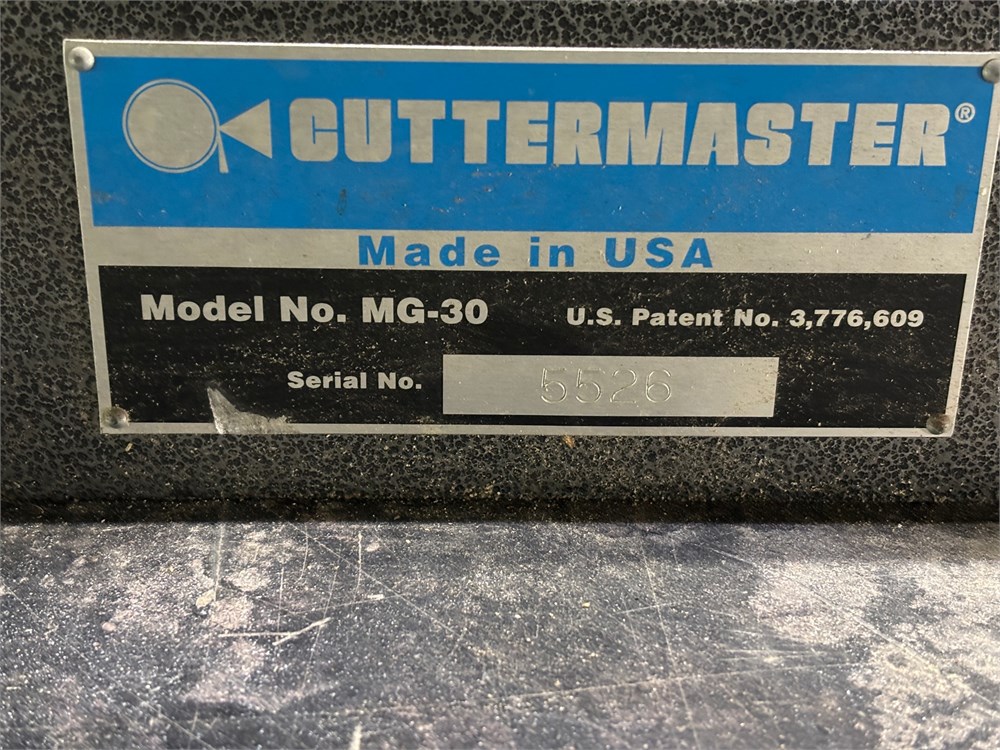 CUTTERMASTER®
Made in USA
Model No. MG-30 U.S. Patent No. 3,776,609
Serial No. 5526